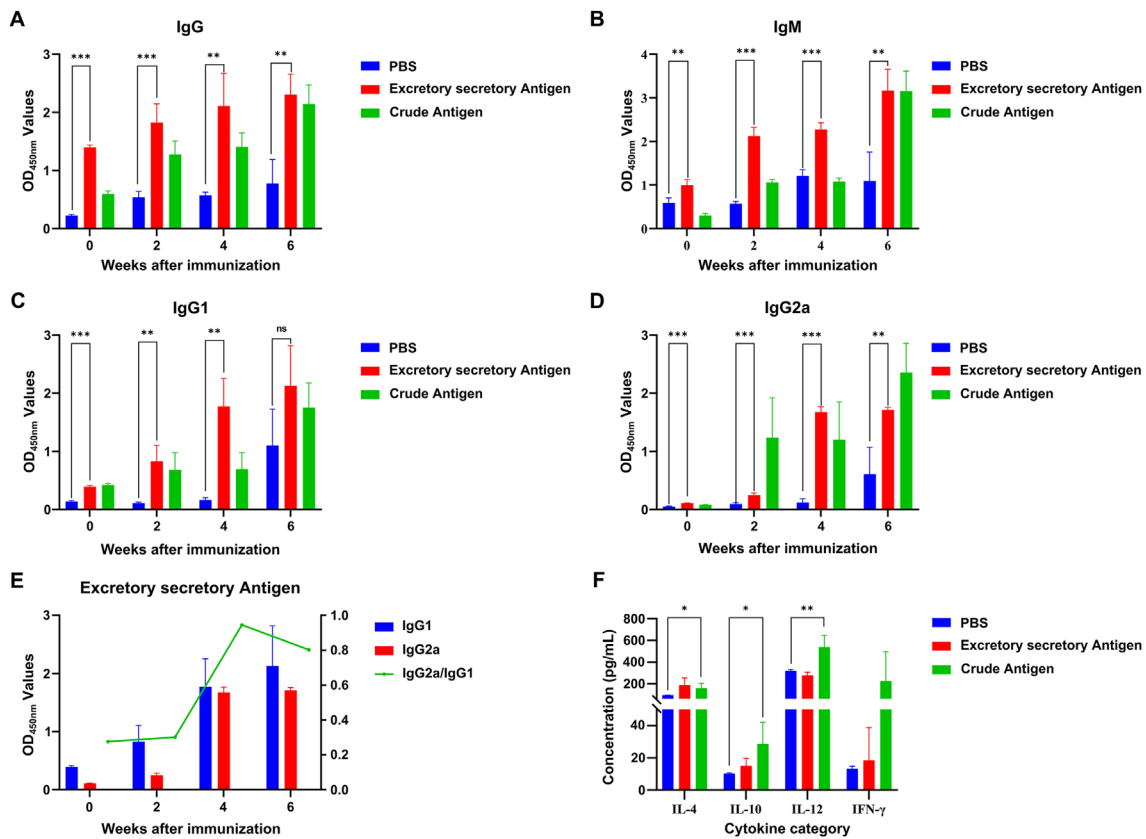 A
IgG
*** *** ** **
3
2
1
0
OD450nm Values
0 2 4 6
Weeks after immunization
PBS
Excretory secretory Antigen
Crude Antigen
B
IgM
** *** *** **
4
3
2
1
0
OD450nm Values
0 2 4 6
Weeks after immunization
PBS
Excretory secretory Antigen
Crude Antigen
C
IgG1
*** ** ** ns
3
2
1
0
OD450nm Values
0 2 4 6
Weeks after immunization
PBS
Excretory secretory Antigen
Crude Antigen
D
IgG2a
*** *** *** **
3
2
1
0
OD450nm Values
0 2 4 6
Weeks after immunization
PBS
Excretory secretory Antigen
Crude Antigen
E
Excretory secretory Antigen
3
2
1
0
OD450nm Values
1.0
0.8
0.6
0.4
0.2
0.0
0 2 4 6
Weeks after immunization
IgG1
IgG2a
IgG2a/IgG1
F
* * **
800
600
400
200
40
20
0
Concentration (pg/mL)
IL-4 IL-10 IL-12 IFN-γ
Cytokine category
PBS
Excretory secretory Antigen
Crude Antigen